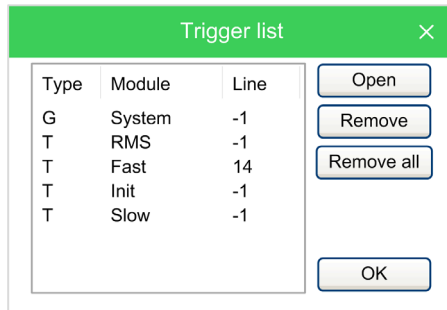 Trigger list
Type Module Line
G System -1
T RMS -1
T Fast 14
T Init -1
T Slow -1
Open
Remove
Remove all
OK